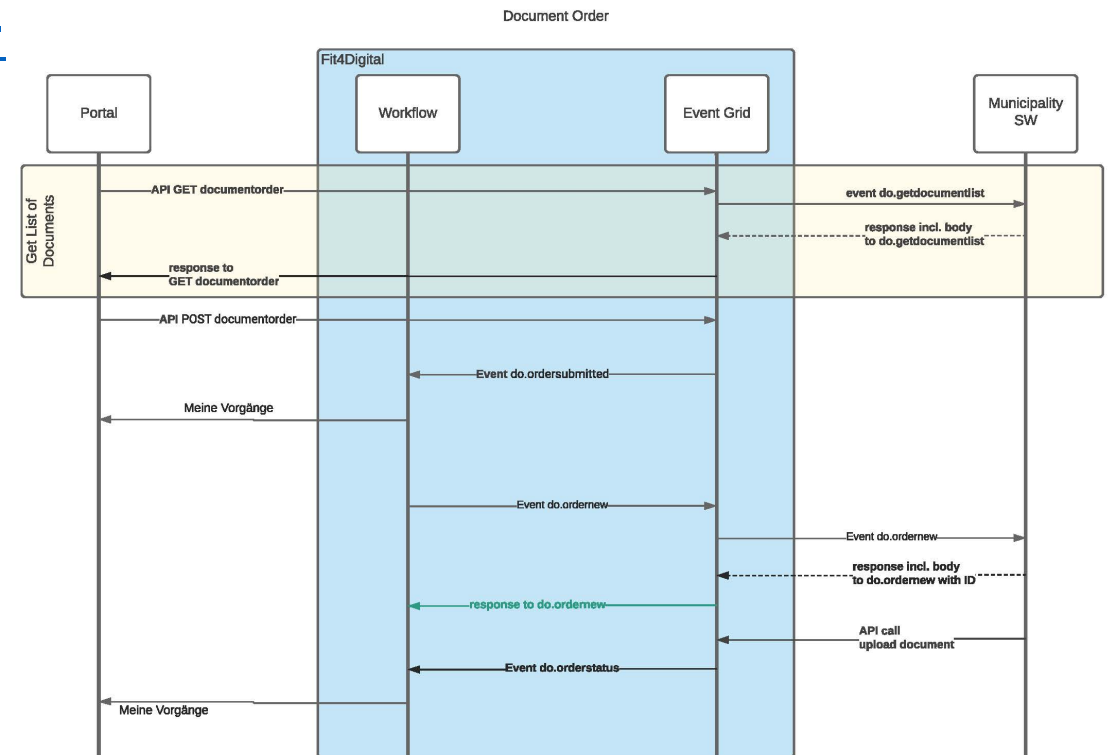 Document Order
Fit4Digital
Portal
Workflow
Event Grid
Municipality
SW
Get List of
Documents
API GET documentorder
event do.getdocumentlist
response incl. body
to do.getdocumentlist
response to
GET documentorder
API POST documentorder
Event do.ordersubmitted
Meine Vorgänge
Event do.ordernew
Event do.ordernew
response incl. body
to do.ordernew with ID
response to do.ordernew
API call
upload document
Event do.orderstatus
Meine Vorgänge